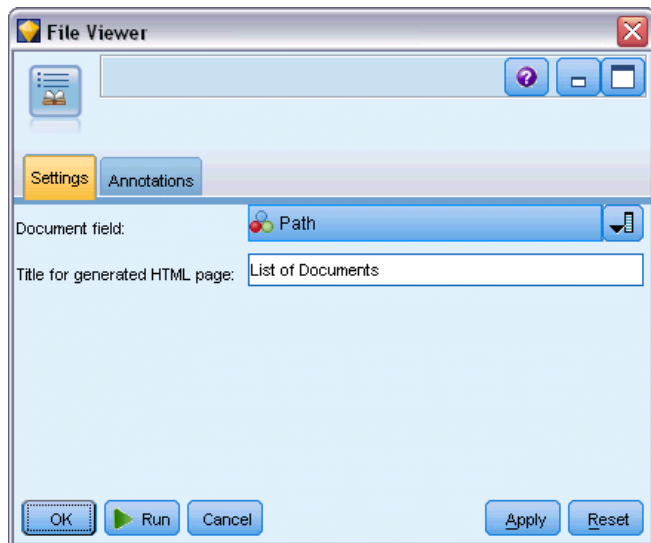 File Viewer
Settings Annotations
Document field: Path
Title for generated HTML page: List of Documents
OK Run Cancel Apply Reset